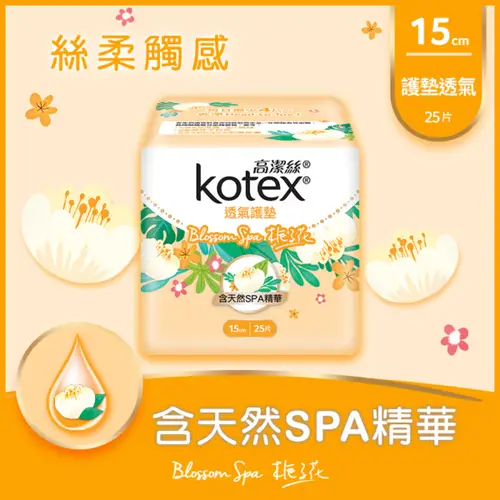 絲柔觸感
15cm
護墊透氣
25片
高潔絲®
kotex®
透氣護墊
Blossom Spa 梔子花
含天然SPA精華
15cm 25片
含天然SPA精華
Blossom Spa 梔子花